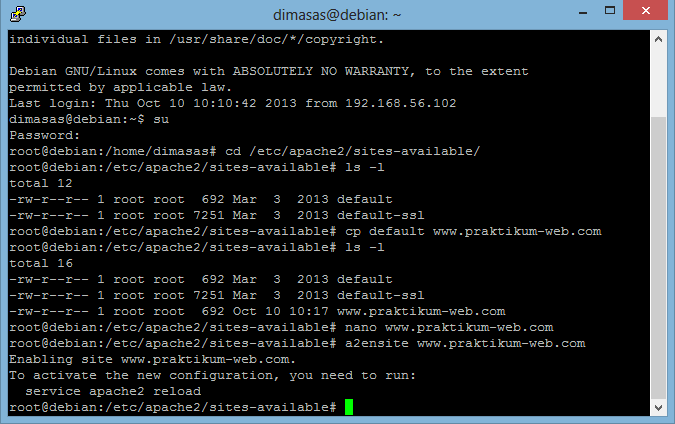 dimasas@debian: ~
individual files in /usr/share/doc/*/copyright.
Debian GNU/Linux comes with ABSOLUTELY NO WARRANTY, to the extent
permitted by applicable law.
Last login: Thu Oct 10 10:10:42 2013 from 192.168.56.102
dimasas@debian:~$ su
Password:
root@debian:/home/dimasas# cd /etc/apache2/sites-available/
root@debian:/etc/apache2/sites-available# ls -l
total 12
-rw-r--r-- 1 root root  692 Mar  3  2013 default
-rw-r--r-- 1 root root 7251 Mar  3  2013 default-ssl
root@debian:/etc/apache2/sites-available# cp default www.praktikum-web.com
root@debian:/etc/apache2/sites-available# ls -l
total 16
-rw-r--r-- 1 root root  692 Mar  3  2013 default
-rw-r--r-- 1 root root 7251 Mar  3  2013 default-ssl
-rw-r--r-- 1 root root  692 Oct 10 10:17 www.praktikum-web.com
root@debian:/etc/apache2/sites-available# nano www.praktikum-web.com
root@debian:/etc/apache2/sites-available# a2ensite www.praktikum-web.com
Enabling site www.praktikum-web.com.
To activate the new configuration, you need to run:
  service apache2 reload
root@debian:/etc/apache2/sites-available#